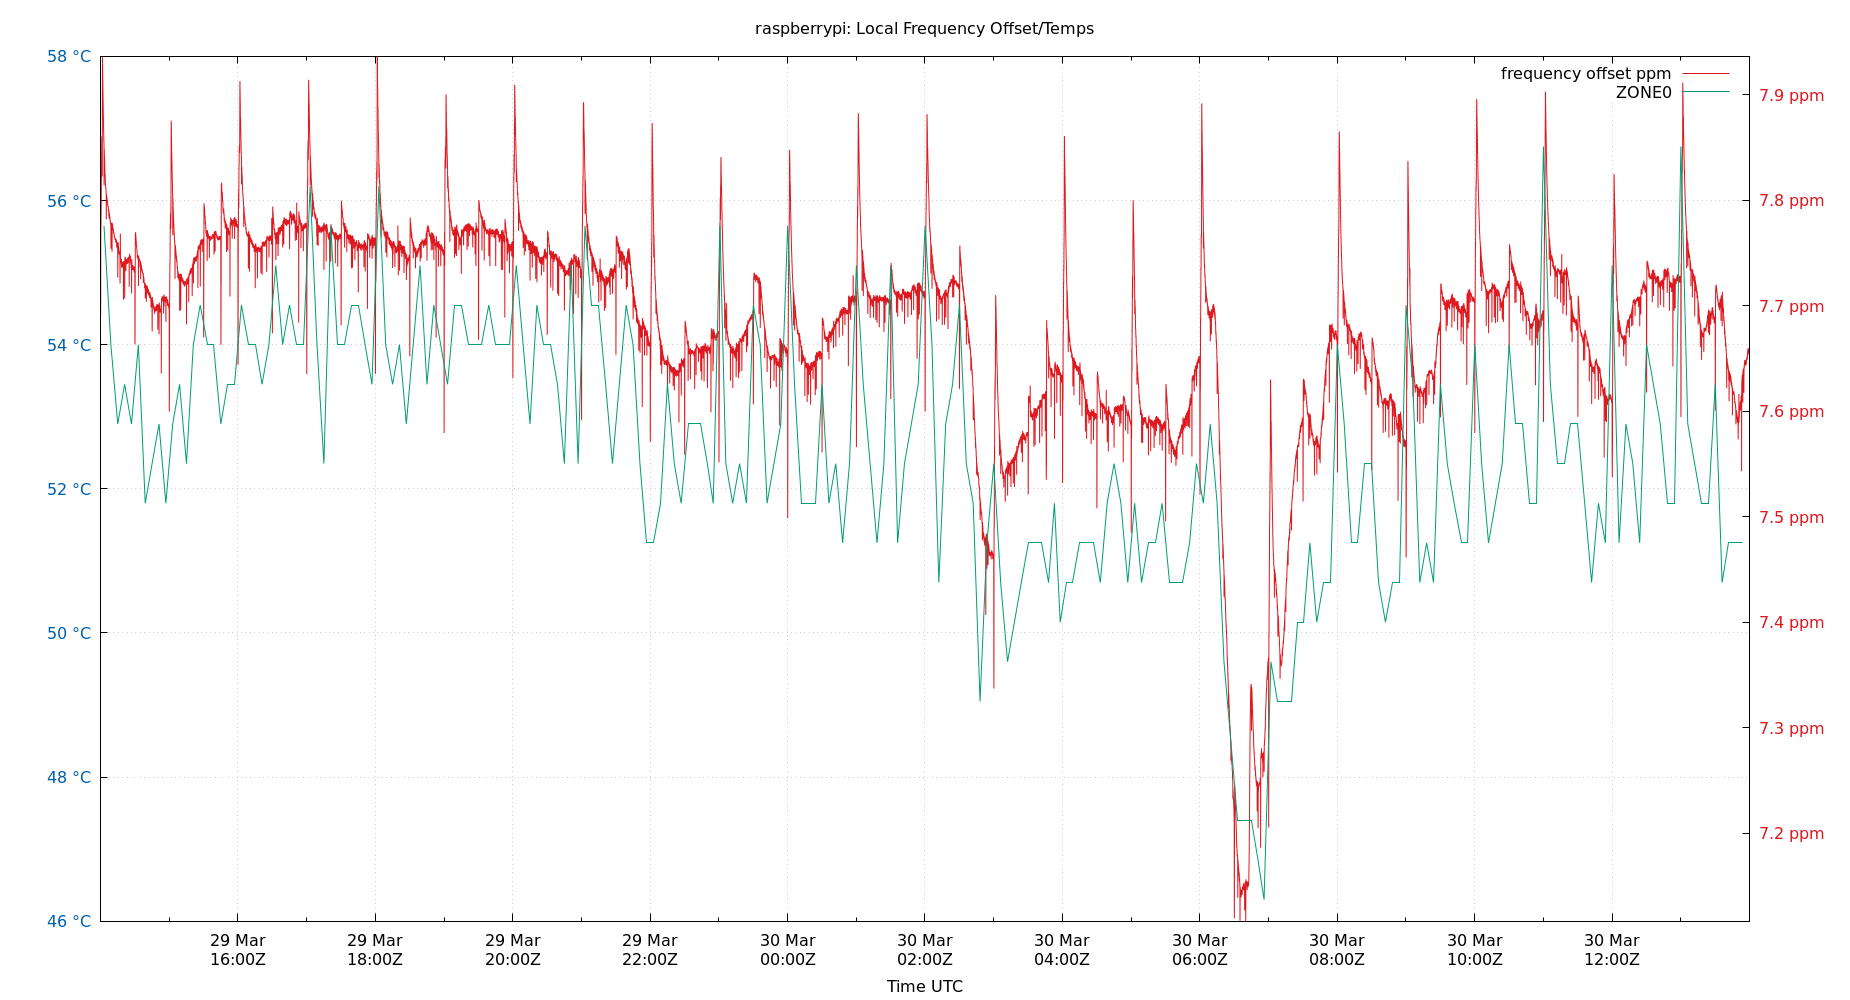 raspberrypi: Local Frequency Offset/Temps
58 °C
56 °C
54 °C
52 °C
50 °C
48 °C
46 °C
frequency offset ppm
ZONE0
7.9 ppm
7.8 ppm
7.7 ppm
7.6 ppm
7.5 ppm
7.4 ppm
7.3 ppm
7.2 ppm
29 Mar
16:00Z
29 Mar
18:00Z
29 Mar
20:00Z
29 Mar
22:00Z
30 Mar
00:00Z
30 Mar
02:00Z
30 Mar
04:00Z
30 Mar
06:00Z
30 Mar
08:00Z
30 Mar
10:00Z
30 Mar
12:00Z
Time UTC